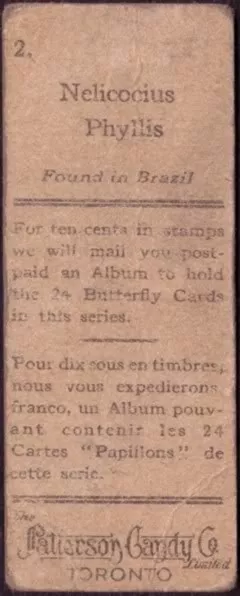 2.
Nelicocius
Phyllis
Found in Brazil
For ten cents in stamps
we will mail you post-
paid an Album to hold
the 24 Butterfly Cards
in this series.
Pour dix sous en timbres,
nous vous expedierons
franco, un Album pouv-
ant contenir les 24
Cartes "Papillons" de
cette serie.
The
Patterson Candy Co
Limited
TORONTO